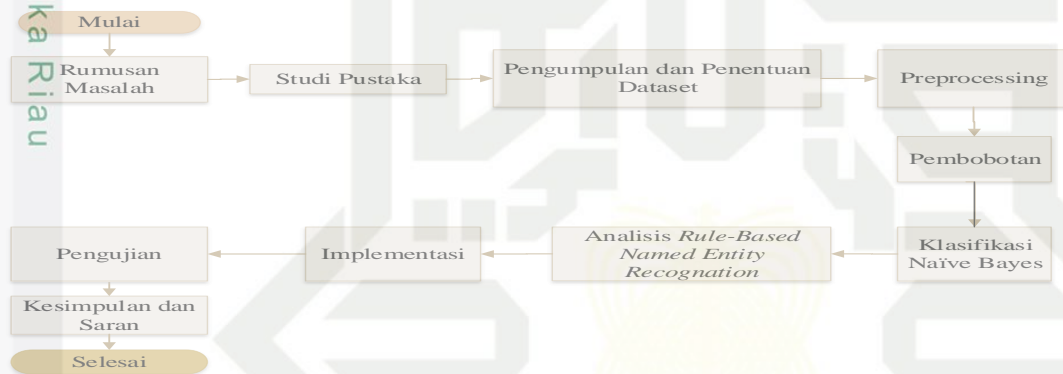 Mulai
Rumusan
Masalah
Studi Pustaka
Pengumpulan dan Penentuan
Dataset
Preprocessing
Pembobotan
Klasifikasi
Naïve Bayes
Analisis Rule-Based
Named Entity
Recognation
Implementasi
Pengujian
Kesimpulan dan
Saran
Selesai
ka Riau